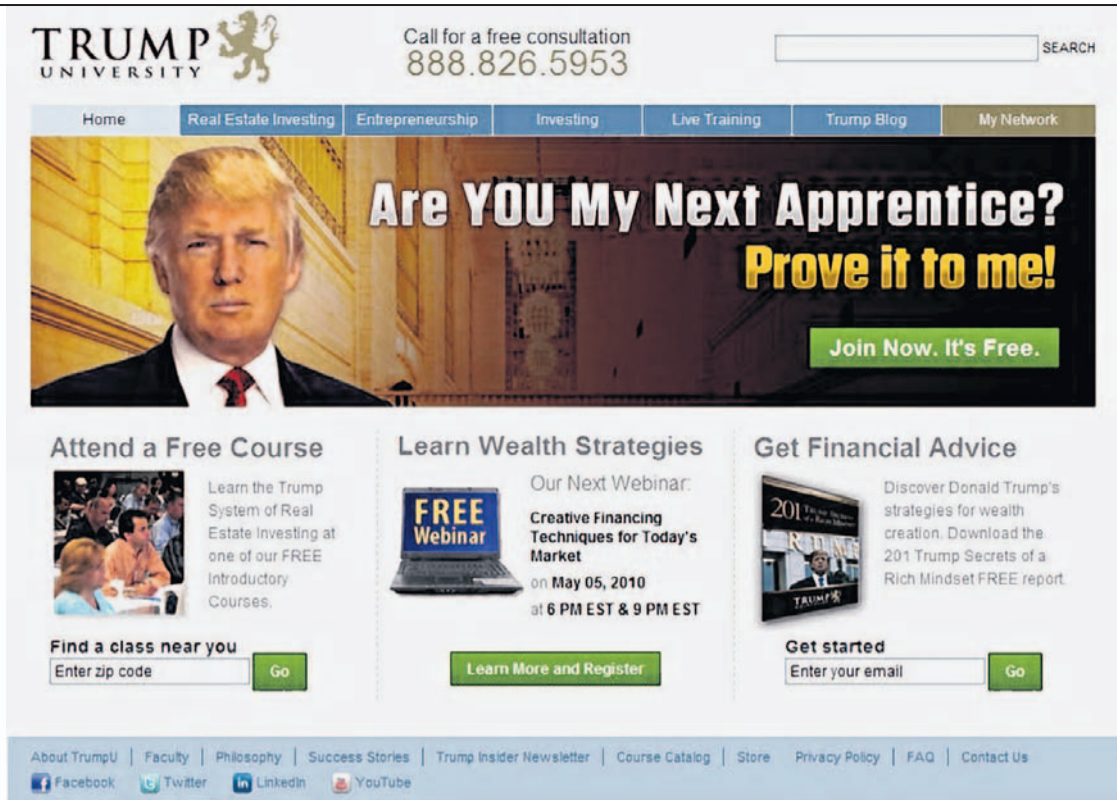 TRUMP
UNIVERSITY
Call for a free consultation
888.826.5953
SEARCH
Home
Real Estate Investing
Entrepreneurship
Investing
Live Training
Trump Blog
My Network
Are YOU My Next Apprentice?
Prove it to me!
Join Now. It's Free.
Attend a Free Course
Learn the Trump
System of Real
Estate Investing at
one of our FREE
Introductory
Courses.
Find a class near you
Enter zip code
Go
Learn Wealth Strategies
FREE
Webinar
Our Next Webinar:
Creative Financing
Techniques for Today's
Market
on May 05, 2010
at 6 PM EST & 9 PM EST
Learn More and Register
Get Financial Advice
201
TRUMP
TRUMP
Discover Donald Trump's
strategies for wealth
creation. Download the
201 Trump Secrets of a
Rich Mindset FREE report.
Get started
Enter your email
Go
About TrumpU | Faculty | Philosophy | Success Stories | Trump Insider Newsletter | Course Catalog | Store Privacy Policy | FAQ | Contact Us
Facebook Twitter LinkedIn YouTube